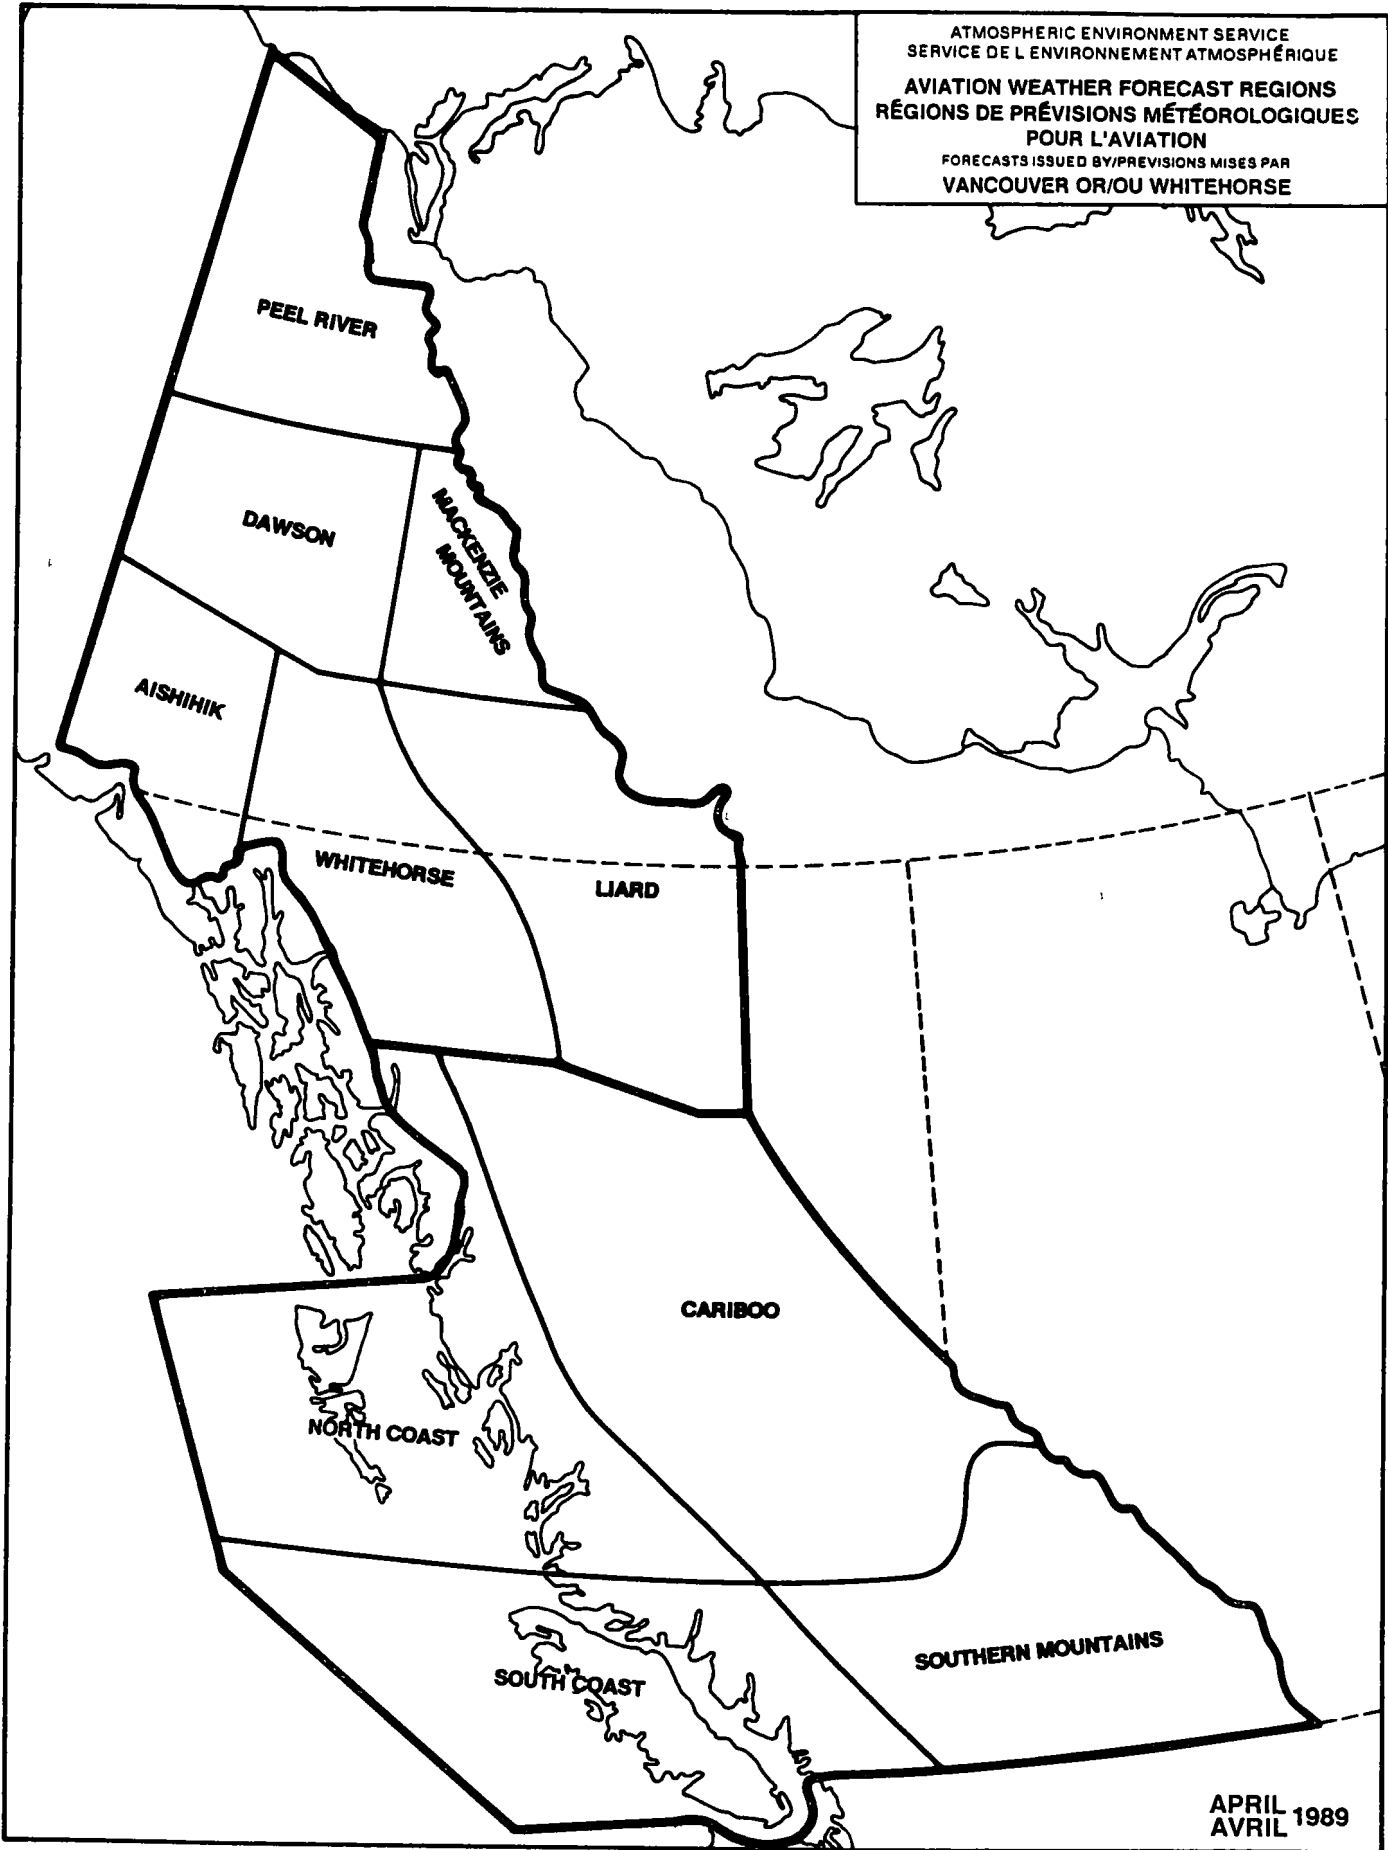 ATMOSPHERIC ENVIRONMENT SERVICE
SERVICE DE L ENVIRONNEMENT ATMOSPHÉRIQUE
AVIATION WEATHER FORECAST REGIONS
RÉGIONS DE PRÉVISIONS MÉTÉOROLOGIQUES
POUR L'AVIATION
FORECASTS ISSUED BY/PREVISIONS MISES PAR
VANCOUVER OR/OU WHITEHORSE
PEEL RIVER
DAWSON
MACKENZIE
MOUNTAINS
AISHIHIK
WHITEHORSE
LIARD
CARIBOO
NORTH COAST
SOUTHERN MOUNTAINS
SOUTH COAST
APRIL
AVRIL 1989